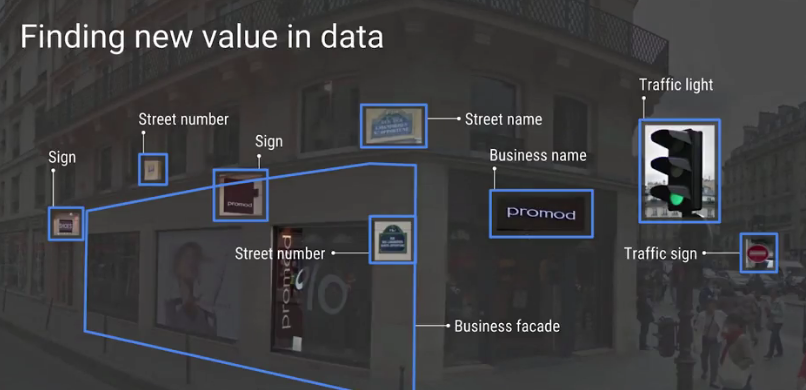 Finding new value in data
Traffic light
Street number
Street name
Sign
Business name
Sign
promod
promod
Street number
Traffic sign
promod
Business facade